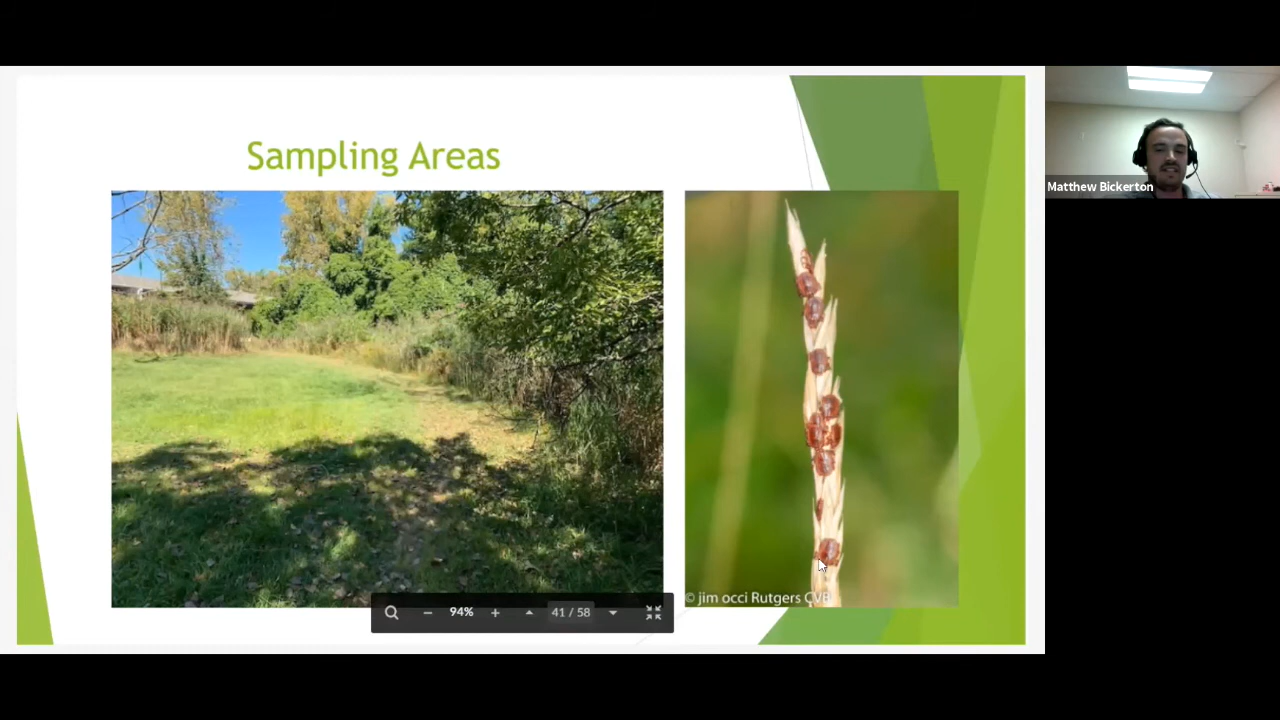 Sampling Areas
Matthew Bickerton
© jim occi Rutgers CVB
94%
41 / 58